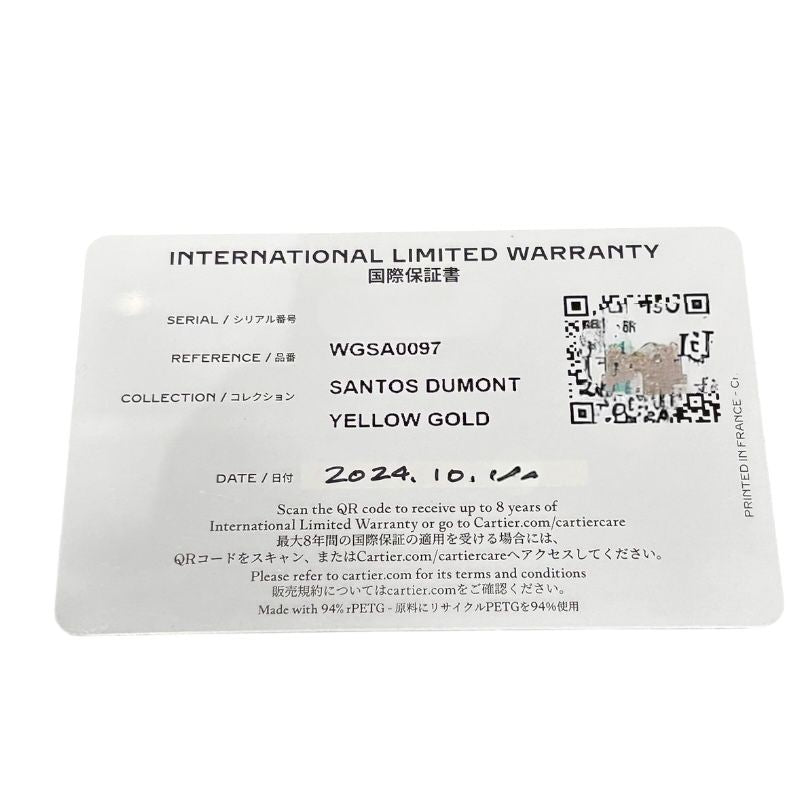 INTERNATIONAL LIMITED WARRANTY
国際保証書
SERIAL / シリアル番号
REFERENCE / 品番 WGSA0097
COLLECTION / コレクション SANTOS DUMONT
YELLOW GOLD
DATE / 日付 2024.10.
Scan the QR code to receive up to 8 years of
International Limited Warranty or go to Cartier.com/cartiercare
最大8年間の国際保証の適用を受ける場合には、
QRコードをスキャン、またはCartier.com/cartiercareへアクセスしてください。
Please refer to cartier.com for its terms and conditions
販売規約についてはcartier.comをご確認ください。
Made with 94% rPETG - 原料にリサイクルPETGを94%使用
PRINTED IN FRANCE -